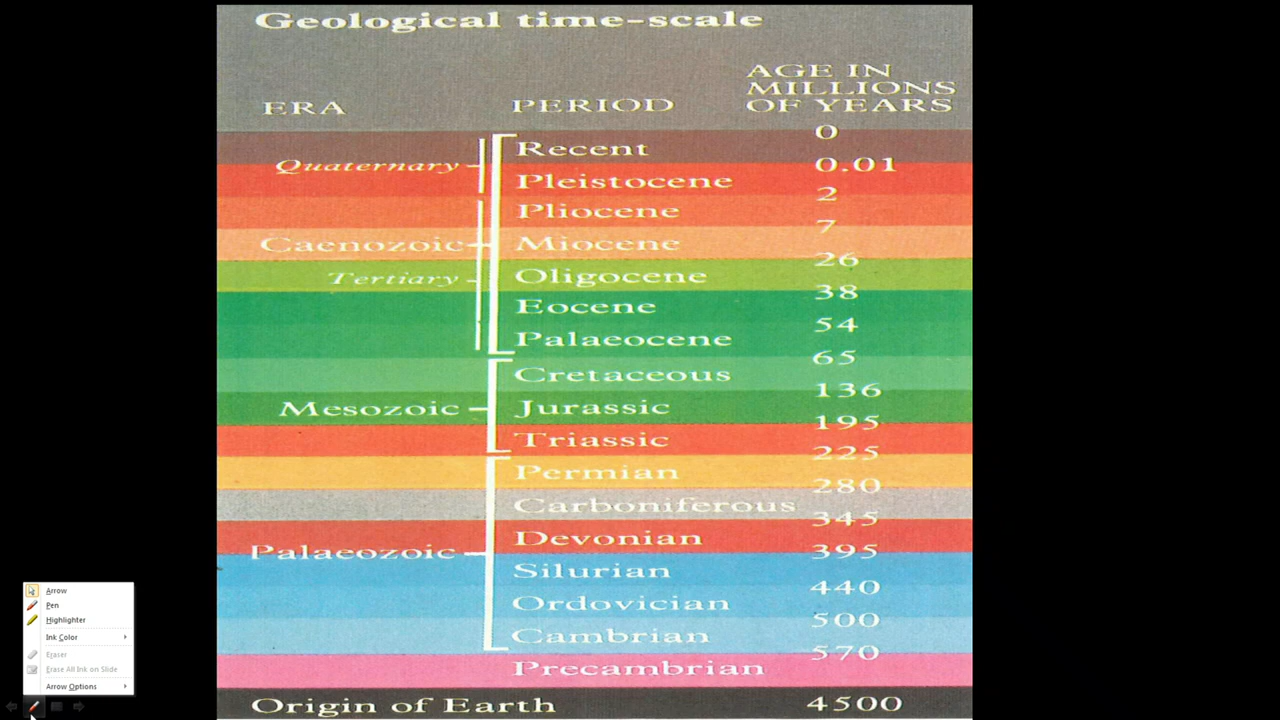 Geological time-scale
AGE IN
MILLIONS
ERA PERIOD OF YEARS
0
Recent
Quaternary 0.01
Pleistocene
2
Pliocene
7
Caenozoic Miocene
26
Tertiary Oligocene
38
Eocene
54
Palaeocene
65
Cretaceous
136
Mesozoic Jurassic
195
Triassic
225
Permian
280
Carboniferous
345
Devonian
Palaeozoic 395
Silurian
440
Ordovician
500
Cambrian
570
Precambrian
Origin of Earth 4500
Arrow
Pen
Highlighter
Ink Color
Eraser
Erase All Ink on Slide
Arrow Options